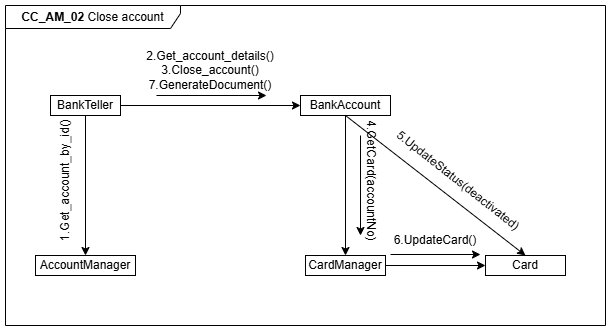 CC_AM_02 Close account
2.Get_account_details()
3.Close_account()
7.GenerateDocument()
BankTeller
BankAccount
1.Get_account_by_id()
4.GetCard(accountNo)
5.UpdateStatus(deactivated)
6.UpdateCard()
AccountManager
CardManager
Card